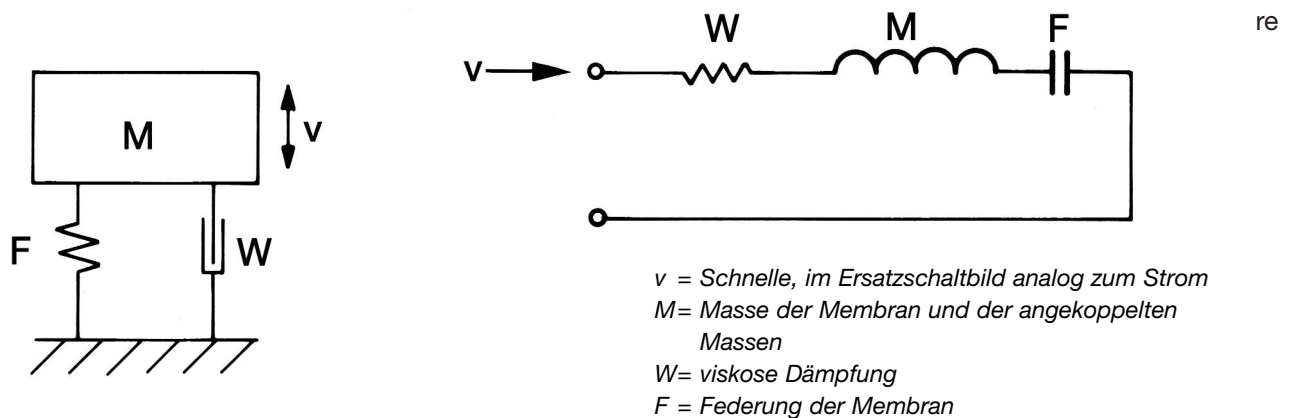 re
W M F
v
M v
F W
v = Schnelle, im Ersatzschaltbild analog zum Strom
M= Masse der Membran und der angekoppelten
Massen
W= viskose Dämpfung
F = Federung der Membran